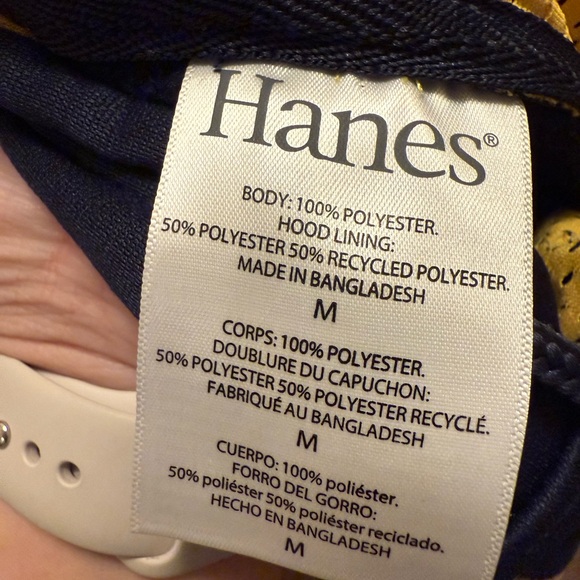 Hanes®
BODY: 100% POLYESTER.
HOOD LINING:
50% POLYESTER 50% RECYCLED POLYESTER.
MADE IN BANGLADESH
M
CORPS: 100% POLYESTER.
DOUBLURE DU CAPUCHON:
50% POLYESTER 50% POLYESTER RECYCLÉ.
FABRIQUÉ AU BANGLADESH
M
CUERPO: 100% poliéster.
FORRO DEL GORRO:
50% poliéster 50% poliéster reciclado.
HECHO EN BANGLADESH
M